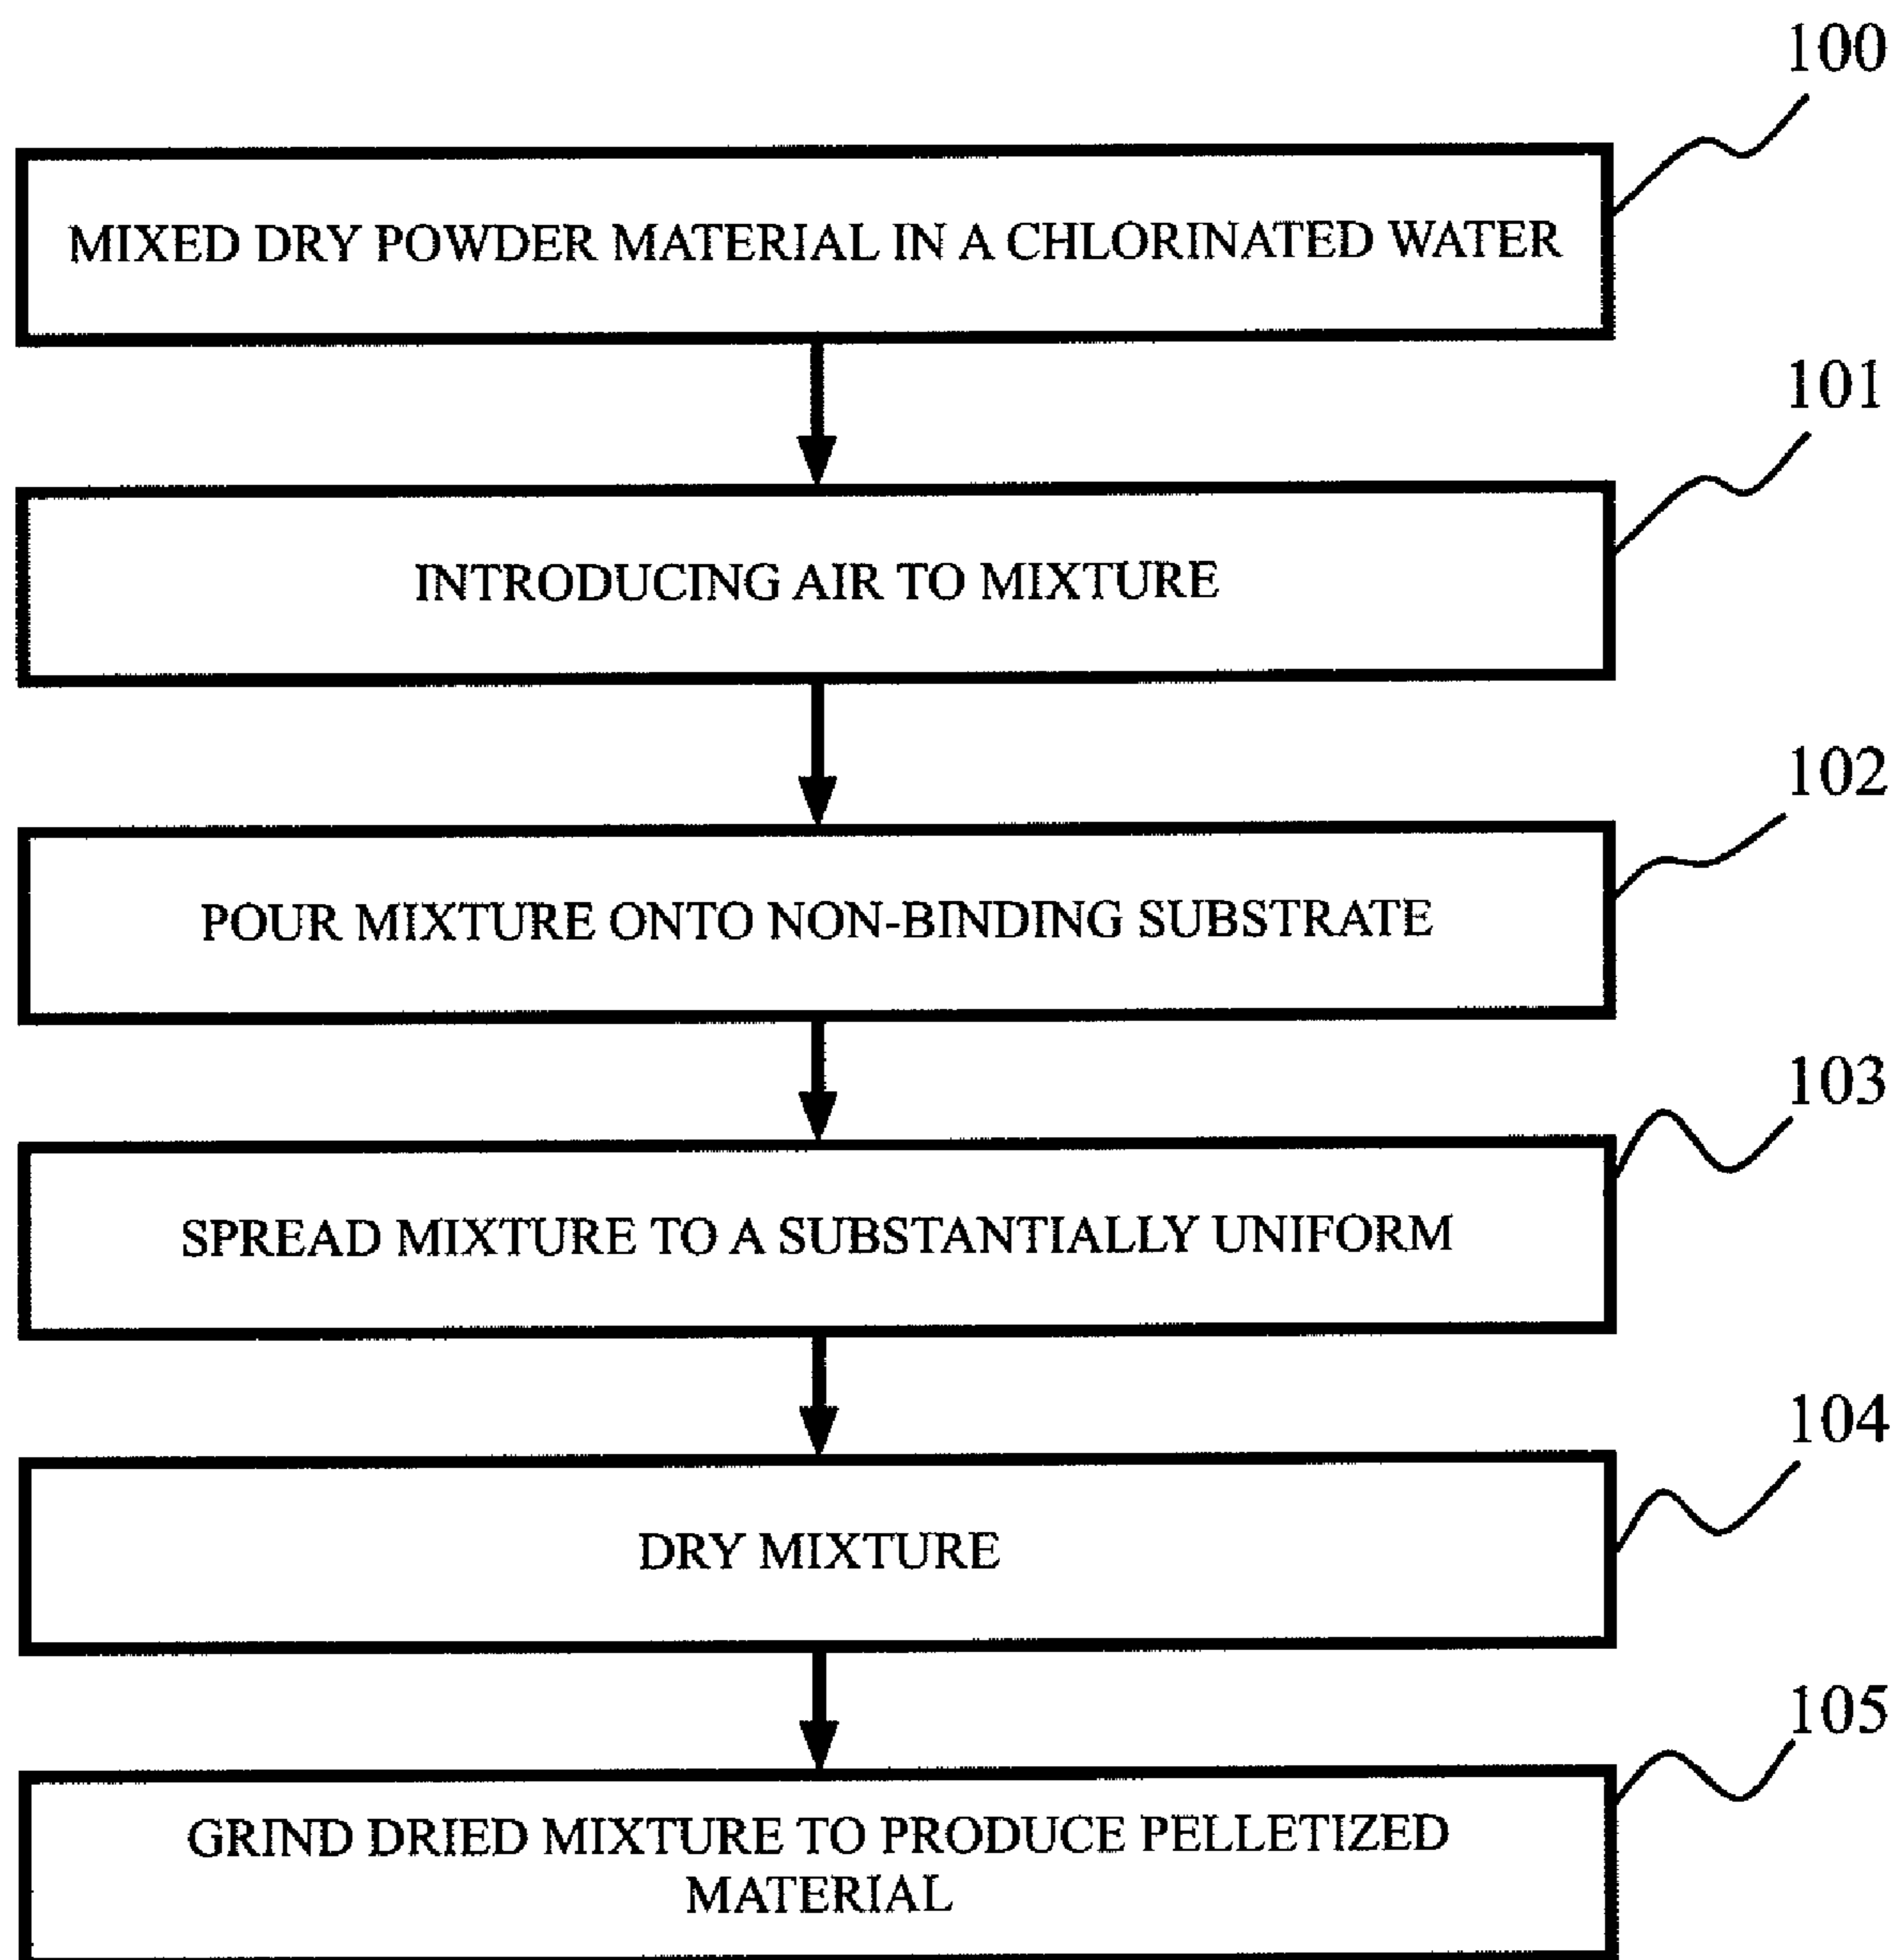 100
MIXED DRY POWDER MATERIAL IN A CHLORINATED WATER
101
INTRODUCING AIR TO MIXTURE
102
POUR MIXTURE ONTO NON-BINDING SUBSTRATE
103
SPREAD MIXTURE TO A SUBSTANTIALLY UNIFORM
104
DRY MIXTURE
105
GRIND DRIED MIXTURE TO PRODUCE PELLETIZED
MATERIAL